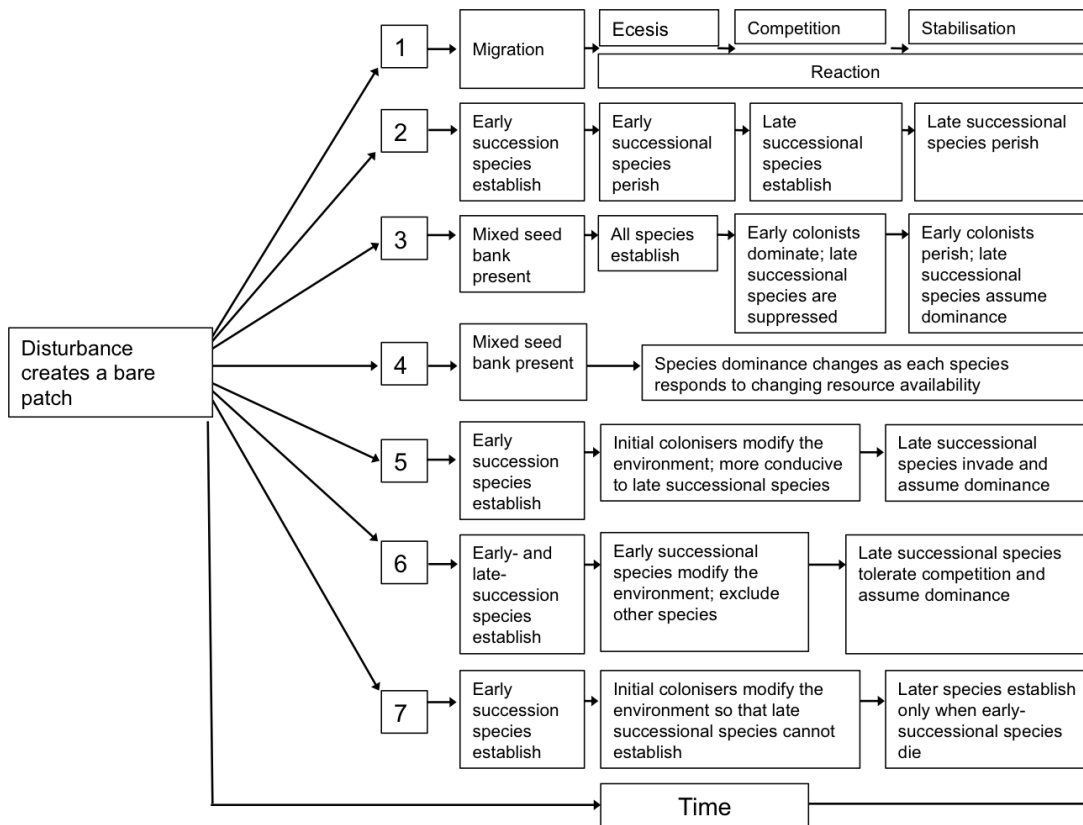 Disturbance
creates a bare
patch
1
Migration
Ecesis
Competition
Stabilisation
Reaction
2
Early
succession
species
establish
Early
successional
species
perish
Late
successional
species
establish
Late successional
species perish
3
Mixed seed
bank
present
All species
establish
Early colonists
dominate; late
successional
species are
suppressed
Early colonists
perish; late
successional
species assume
dominance
4
Mixed seed
bank present
Species dominance changes as each species
responds to changing resource availability
5
Early
succession
species
establish
Initial colonisers modify the
environment; more conducive
to late successional species
Late successional
species invade and
assume dominance
6
Early- and
late-
succession
species
establish
Early successional
species modify the
environment; exclude
other species
Late successional species
tolerate competition and
assume dominance
7
Early
succession
species
establish
Initial colonisers modify the
environment so that late
successional species cannot
establish
Later species establish
only when early-
successional species
die
Time